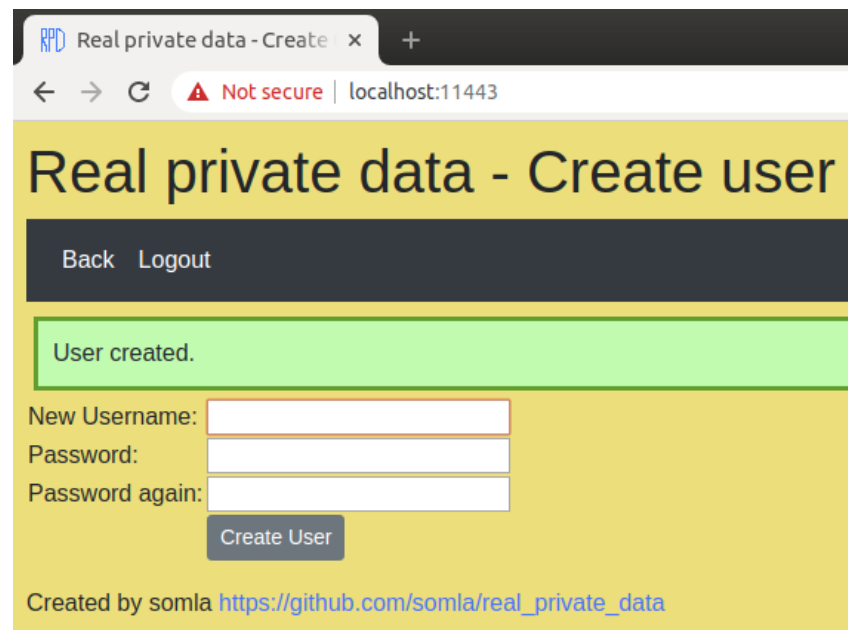 RPD Real private data - Create
Not secure localhost:11443
Real private data - Create user
Back Logout
User created.
New Username:
Password:
Password again:
Create User
Created by somla https://github.com/somla/real_private_data